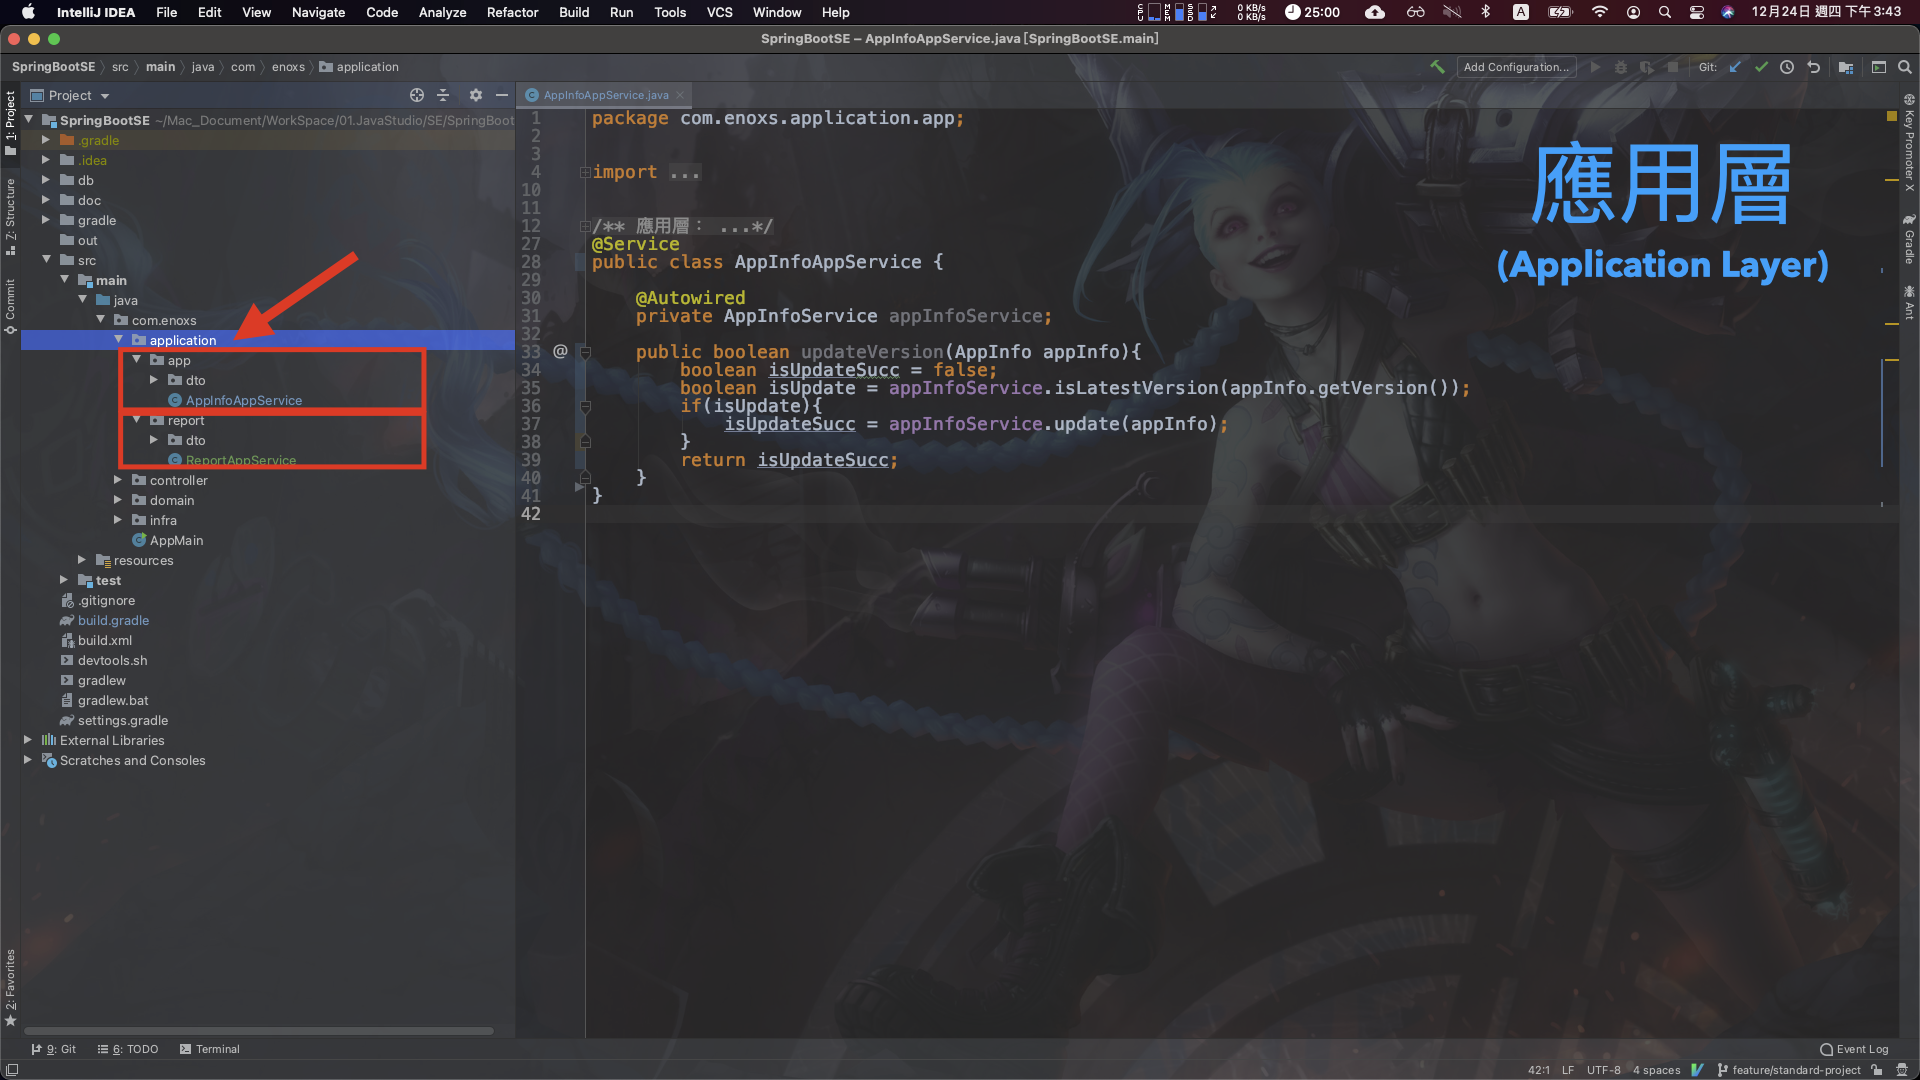 IntelliJ IDEA File Edit View Navigate Code Analyze Refactor Build Run Tools VCS Window Help
CPU MEM SSD 0 KB/s 0 KB/s 25:00 A 12月24日 週四 下午 3:43
SpringBootSE – AppInfoAppService.java [SpringBootSE.main]
SpringBootSE src main java com enoxs application
Add Configuration... Git:
Project
AppInfoAppService.java
1: Project
Z: Structure
Commit
2: Favorites
SpringBootSE ~/Mac_Document/WorkSpace/01.JavaStudio/SE/SpringBoot
.gradle
.idea
db
doc
gradle
out
src
main
java
com.enoxs
application
app
dto
AppInfoAppService
report
dto
ReportAppService
controller
domain
infra
AppMain
resources
test
.gitignore
build.gradle
build.xml
devtools.sh
gradlew
gradlew.bat
settings.gradle
External Libraries
Scratches and Consoles
1 package com.enoxs.application.app;
2
3
4 import ...
10
11
12 /** 應用層： ...*/
27 @Service
28 public class AppInfoAppService {
29
30 @Autowired
31 private AppInfoService appInfoService;
32
33 @ public boolean updateVersion(AppInfo appInfo){
34 boolean isUpdateSucc = false;
35 boolean isUpdate = appInfoService.isLatestVersion(appInfo.getVersion());
36 if(isUpdate){
37 isUpdateSucc = appInfoService.update(appInfo);
38 }
39 return isUpdateSucc;
40 }
41 }
42
應用層
(Application Layer)
Key Promoter X
Gradle
Ant
9: Git 6: TODO Terminal Event Log
42:1 LF UTF-8 4 spaces feature/standard-project